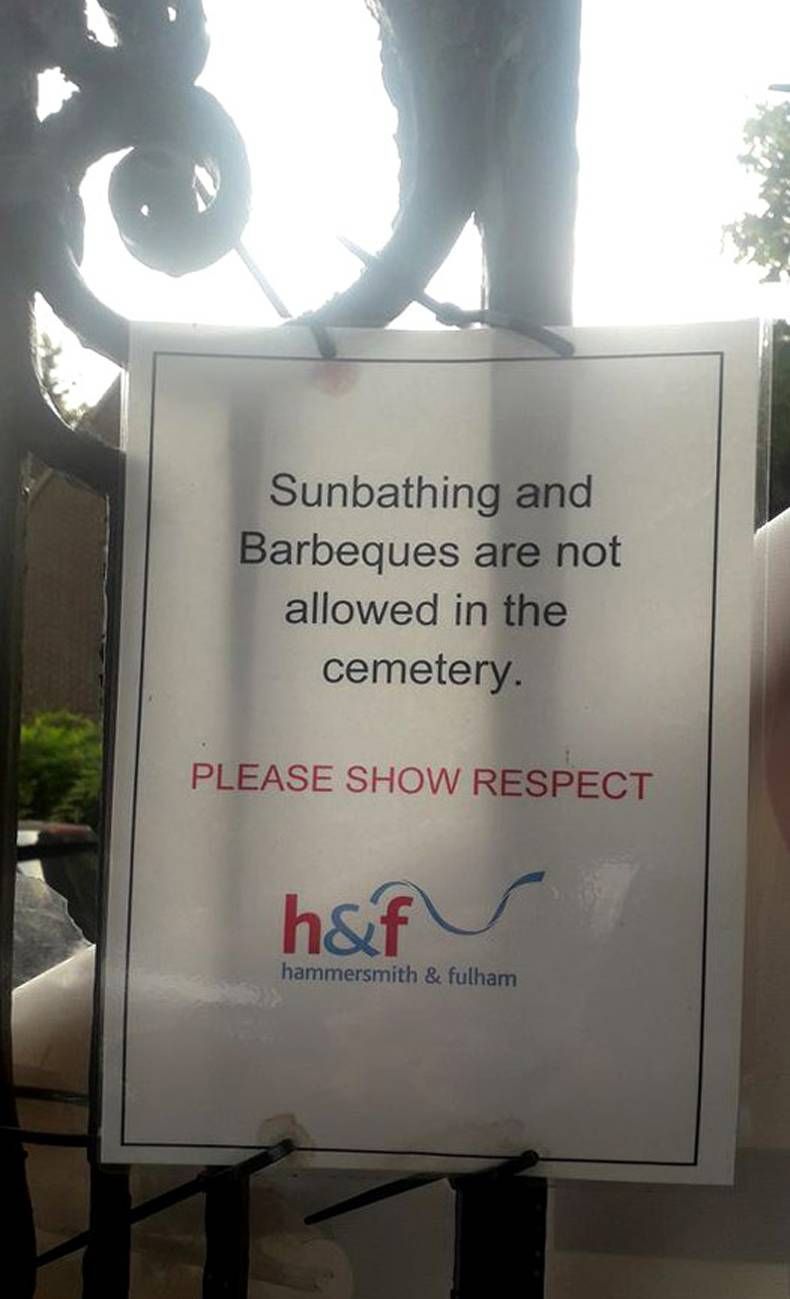 Sunbathing and
Barbeques are not
allowed in the
cemetery.
PLEASE SHOW RESPECT
h&f
hammersmith & fulham